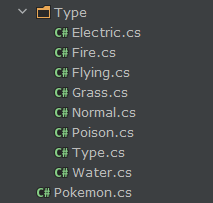 Type
C# Electric.cs
C# Fire.cs
C# Flying.cs
C# Grass.cs
C# Normal.cs
C# Poison.cs
C# Type.cs
C# Water.cs
C# Pokemon.cs